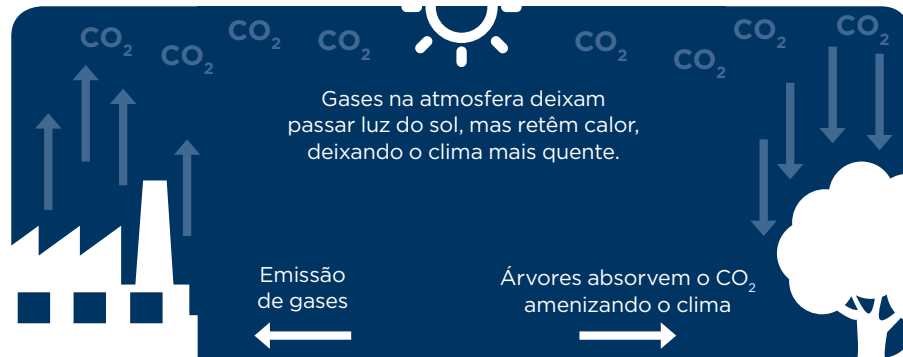 CO₂
CO₂
CO₂
CO₂
CO₂
CO₂
CO₂
CO₂
Gases na atmosfera deixam
passar luz do sol, mas retêm calor,
deixando o clima mais quente.
Emissão
de gases
Árvores absorvem o CO₂
amenizando o clima